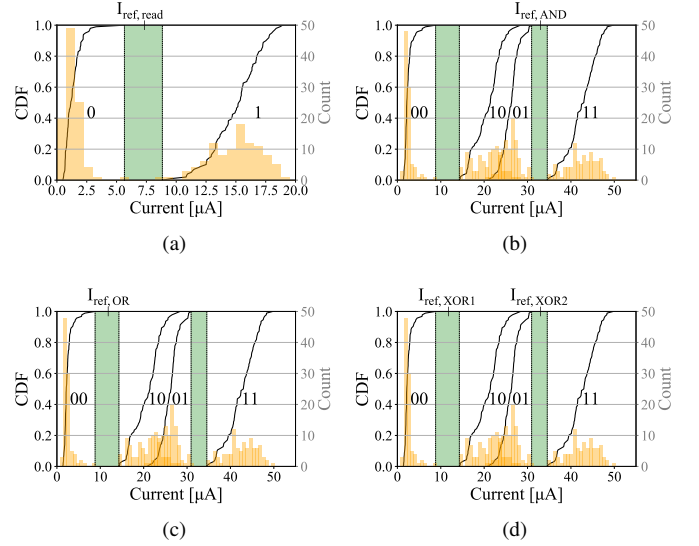 I_ref, read
CDF
1.0
0.8
0.6
0.4
0.2
0.0
0
1
50
40
30
20
10
0
Count
0.0 2.5 5.0 7.5 10.0 12.5 15.0 17.5 20.0
Current [μA]
(a)
I_ref, AND
CDF
1.0
0.8
0.6
0.4
0.2
0.0
00
10
01
11
50
40
30
20
10
0
Count
0 10 20 30 40 50
Current [μA]
(b)
I_ref, OR
CDF
1.0
0.8
0.6
0.4
0.2
0.0
00
10
01
11
50
40
30
20
10
0
Count
0 10 20 30 40 50
Current [μA]
(c)
I_ref, XOR1
I_ref, XOR2
CDF
1.0
0.8
0.6
0.4
0.2
0.0
00
10
01
11
50
40
30
20
10
0
Count
0 10 20 30 40 50
Current [μA]
(d)